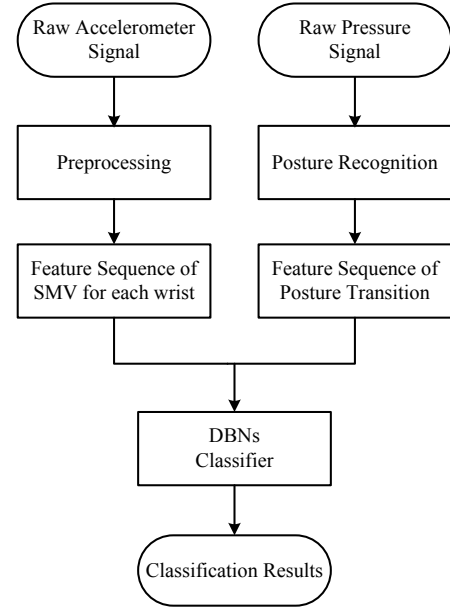 Raw Accelerometer
Signal
Raw Pressure
Signal
Preprocessing
Posture Recognition
Feature Sequence of
SMV for each wrist
Feature Sequence of
Posture Transition
DBNs
Classifier
Classification Results